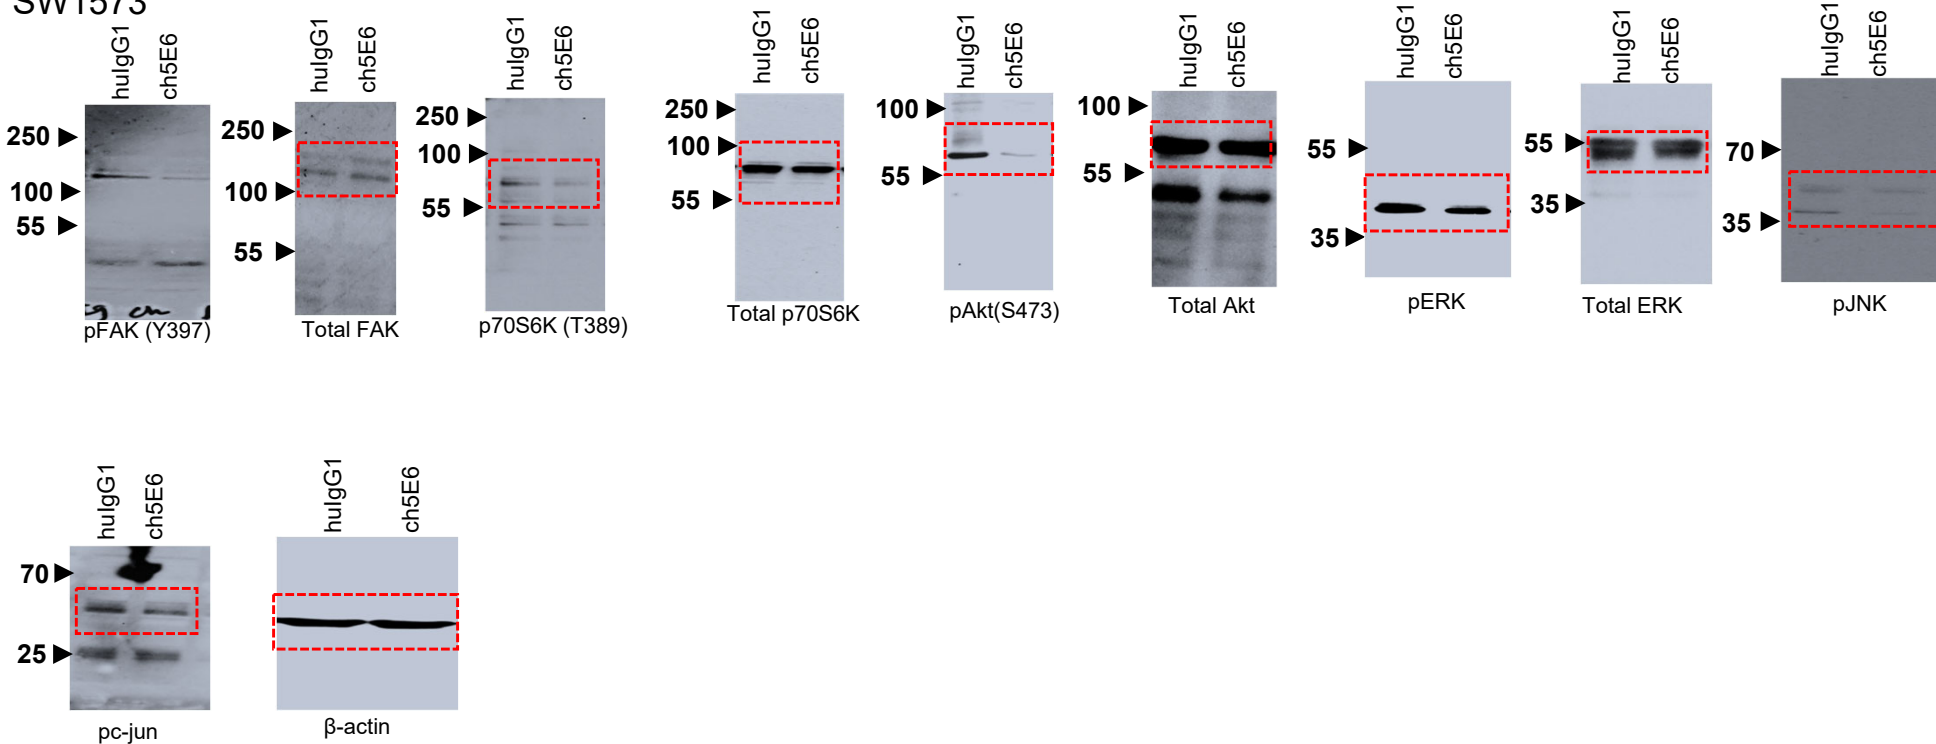 SW1573
huIgG1 ch5E6
250
100
55
pFAK (Y397)
huIgG1 ch5E6
250
100
55
Total FAK
huIgG1 ch5E6
250
100
55
p70S6K (T389)
huIgG1 ch5E6
250
100
55
Total p70S6K
huIgG1 ch5E6
100
55
pAkt(S473)
huIgG1 ch5E6
100
55
Total Akt
huIgG1 ch5E6
55
35
pERK
huIgG1 ch5E6
55
35
Total ERK
huIgG1 ch5E6
70
35
pJNK
huIgG1 ch5E6
70
25
pc-jun
huIgG1 ch5E6
β-actin